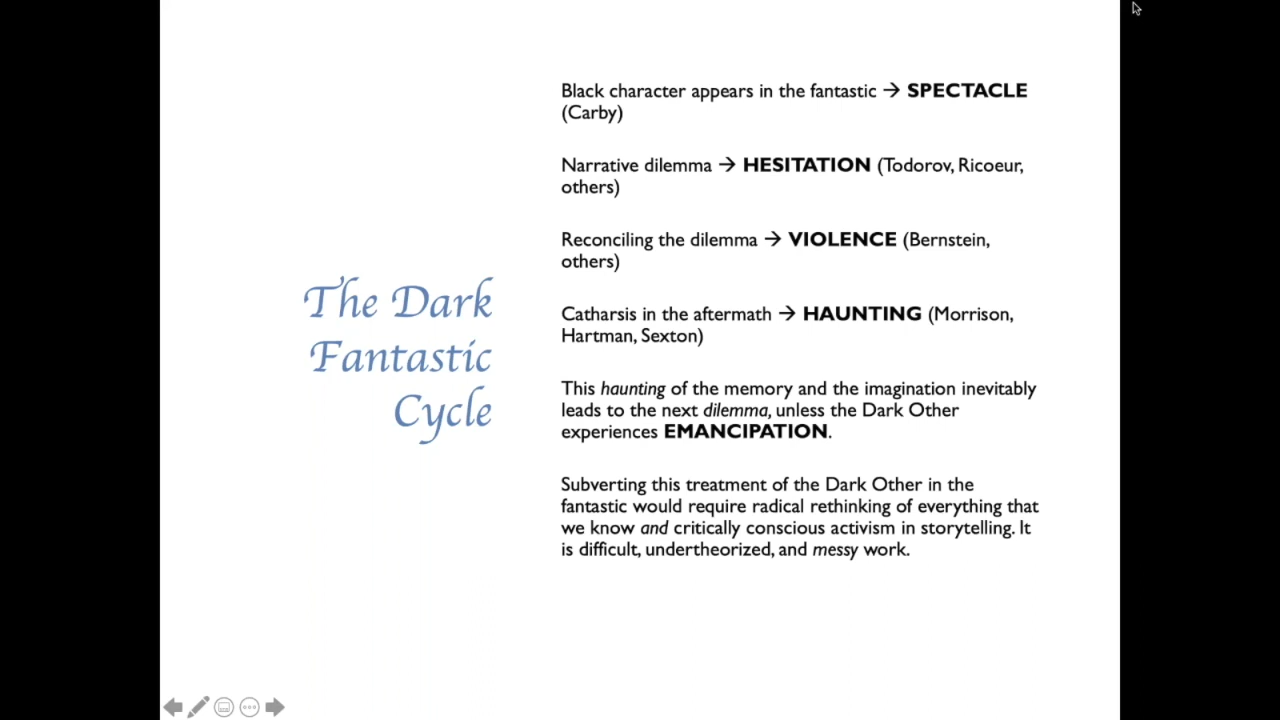 The Dark
Fantastic
Cycle
Black character appears in the fantastic → SPECTACLE
(Carby)
Narrative dilemma → HESITATION (Todorov, Ricoeur,
others)
Reconciling the dilemma → VIOLENCE (Bernstein,
others)
Catharsis in the aftermath → HAUNTING (Morrison,
Hartman, Sexton)
This haunting of the memory and the imagination inevitably
leads to the next dilemma, unless the Dark Other
experiences EMANCIPATION.
Subverting this treatment of the Dark Other in the
fantastic would require radical rethinking of everything that
we know and critically conscious activism in storytelling. It
is difficult, undertheorized, and messy work.